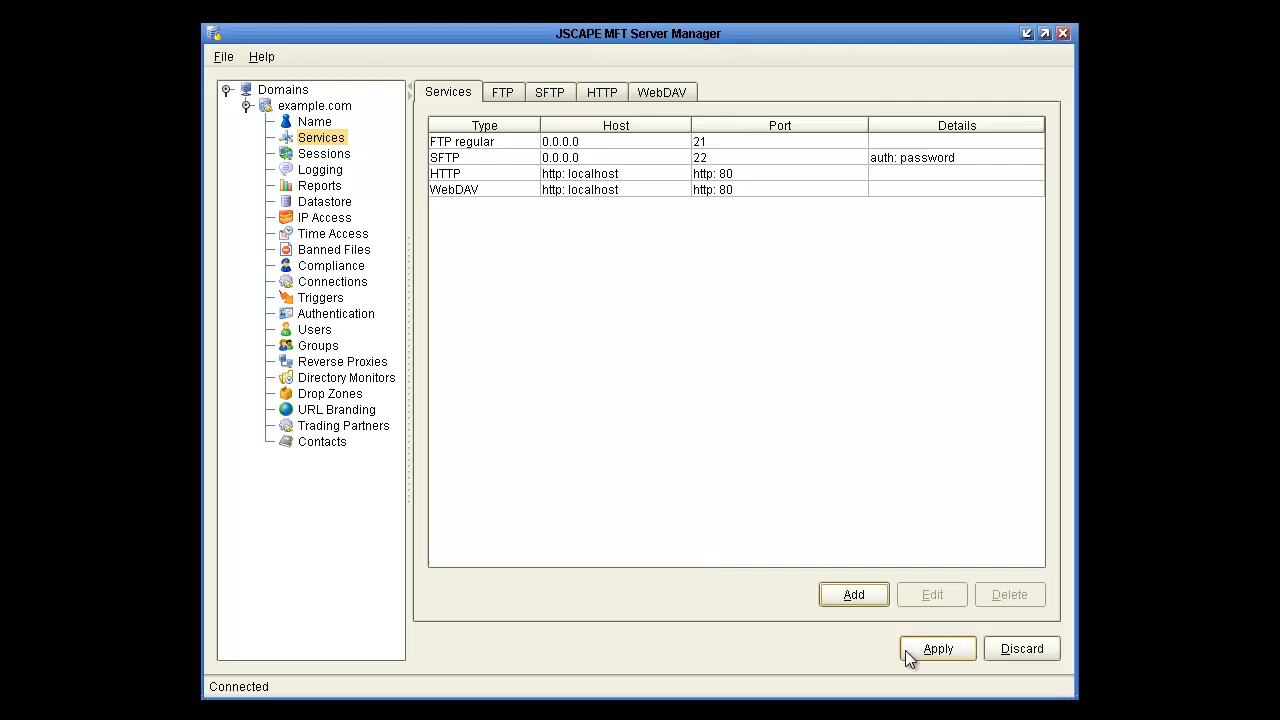 JSCAPE MFT Server Manager
File Help
Domains
example.com
Name
Services
Sessions
Logging
Reports
Datastore
IP Access
Time Access
Banned Files
Compliance
Connections
Triggers
Authentication
Users
Groups
Reverse Proxies
Directory Monitors
Drop Zones
URL Branding
Trading Partners
Contacts
Services FTP SFTP HTTP WebDAV
Type Host Port Details
FTP regular 0.0.0.0 21
SFTP 0.0.0.0 22 auth: password
HTTP http: localhost http: 80
WebDAV http: localhost http: 80
Add Edit Delete
Apply Discard
Connected